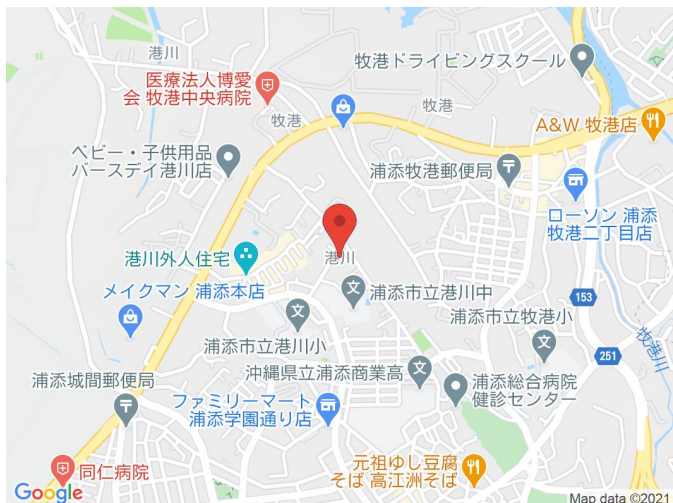 牧港ドライビングスクール
医療法人博愛
会 牧港中央病院
牧港
牧港
A&W 牧港店
ベビー・子供用品
バースデイ港川店
浦添牧港郵便局
ローソン 浦添
牧港二丁目店
港川外人住宅
港川
メイクマン 浦添本店
文
浦添市立港川中
153
文
浦添市立牧港小
文
浦添市立港川小
251
牧港川
沖縄県立浦添商業高
文
浦添城間郵便局
浦添総合病院
健診センター
ファミリーマート
浦添学園通り店
元祖ゆし豆腐
そば 高江洲そば
同仁病院
Google
Map data ©2021